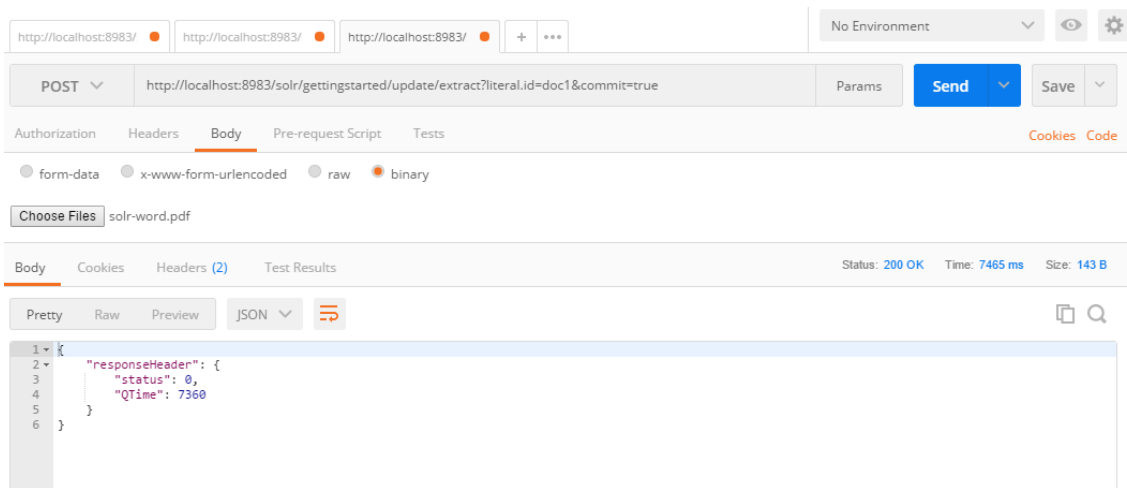 http://localhost:8983/ http://localhost:8983/ http://localhost:8983/ + ••• No Environment
POST http://localhost:8983/solr/gettingstarted/update/extract?literal.id=doc1&commit=true Params Send Save
Authorization Headers Body Pre-request Script Tests Cookies Code
form-data x-www-form-urlencoded raw binary
Choose Files solr-word.pdf
Body Cookies Headers (2) Test Results Status: 200 OK Time: 7465 ms Size: 143 B
Pretty Raw Preview JSON
1 {
2 "responseHeader": {
3 "status": 0,
4 "QTime": 7360
5 }
6 }